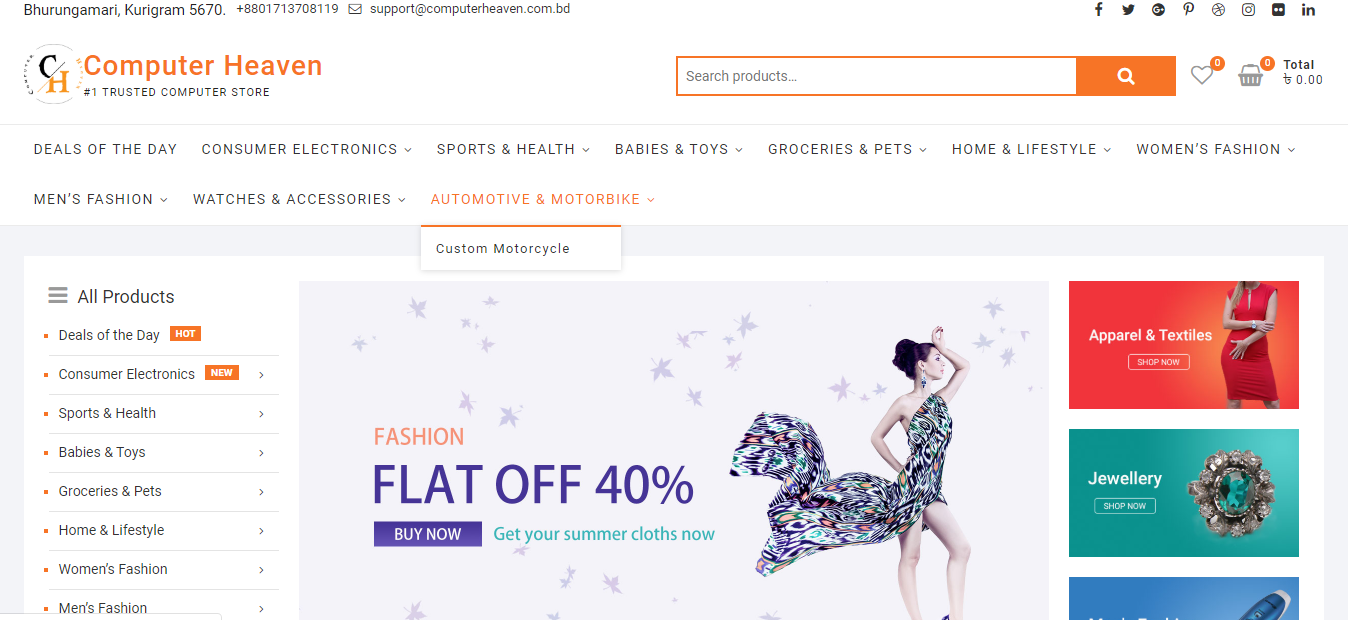 Bhurungamari, Kurigram 5670. +8801713708119 support@computerheaven.com.bd
CH
Computer Heaven
#1 TRUSTED COMPUTER STORE
Search products…
0
0
Total
৳ 0.00
DEALS OF THE DAY CONSUMER ELECTRONICS SPORTS & HEALTH BABIES & TOYS GROCERIES & PETS HOME & LIFESTYLE WOMEN’S FASHION
MEN’S FASHION WATCHES & ACCESSORIES AUTOMOTIVE & MOTORBIKE
Custom Motorcycle
All Products
Deals of the Day HOT
Consumer Electronics NEW
Sports & Health
Babies & Toys
Groceries & Pets
Home & Lifestyle
Women’s Fashion
Men’s Fashion
FASHION
FLAT OFF 40%
BUY NOW Get your summer cloths now
Apparel & Textiles
SHOP NOW
Jewellery
SHOP NOW